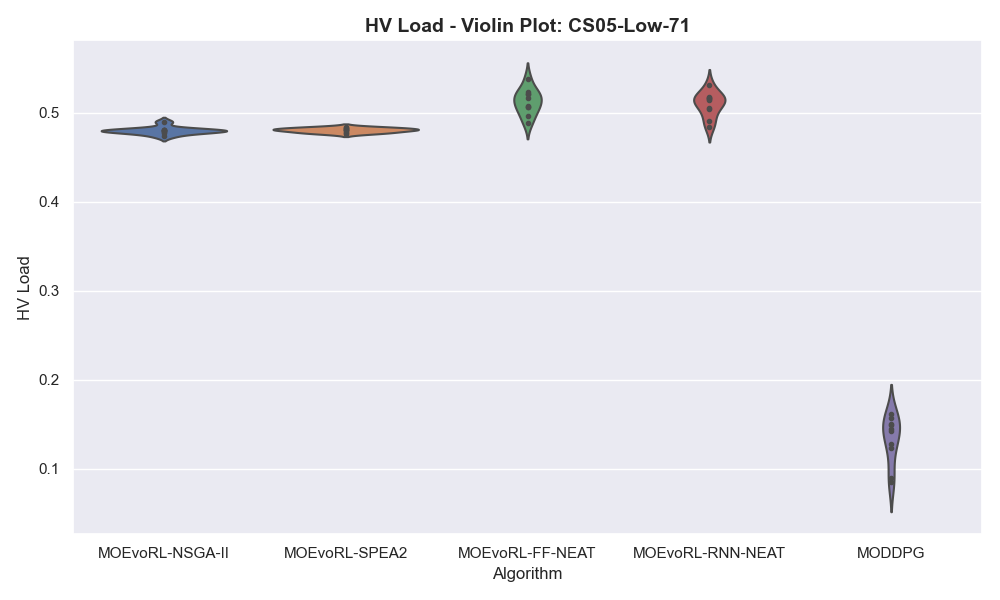 HV Load - Violin Plot: CS05-Low-71
HV Load
0.5
0.4
0.3
0.2
0.1
MOEvoRL-NSGA-II
MOEvoRL-SPEA2
MOEvoRL-FF-NEAT
MOEvoRL-RNN-NEAT
MODDPG
Algorithm